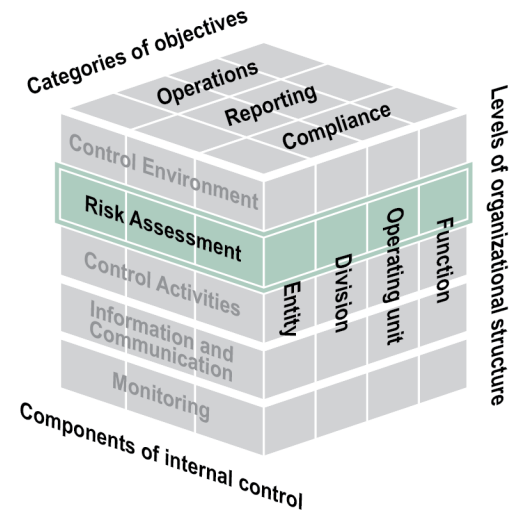 Categories of objectives
Operations
Reporting
Compliance
Control Environment
Risk Assessment
Control Activities
Information and
Communication
Monitoring
Entity
Division
Operating unit
Function
Levels of organizational structure
Components of internal control